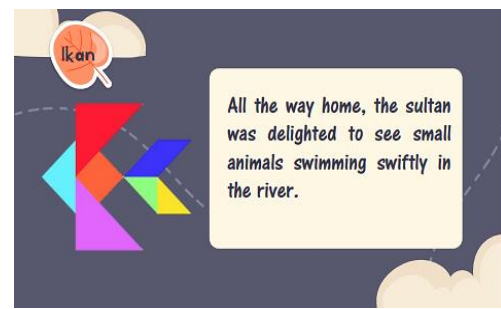 Ikan
All the way home, the sultan
was delighted to see small
animals swimming swiftly in
the river.